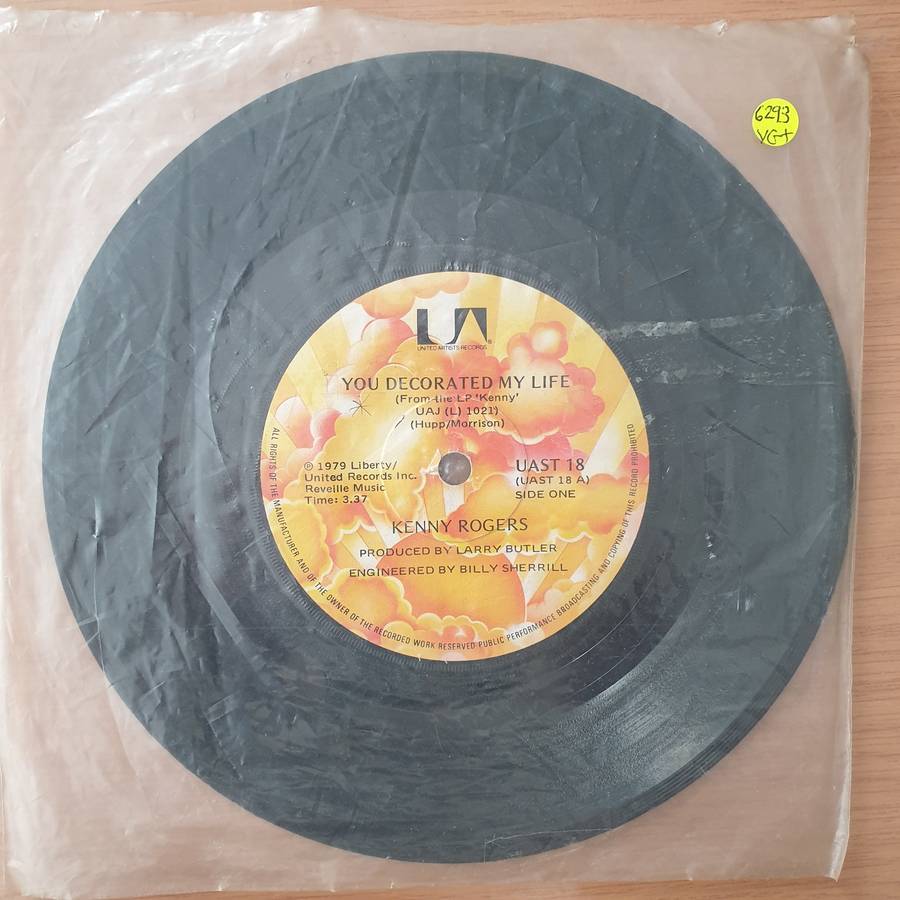 6293
VG+
UA
UNITED ARTISTS RECORDS
YOU DECORATED MY LIFE
(From the LP 'Kenny'
UAJ (L) 1021)
(Hupp/Morrison)
℗ 1979 Liberty/
United Records Inc.
Reveille Music
Time: 3.37
UAST 18
(UAST 18 A)
SIDE ONE
KENNY ROGERS
PRODUCED BY LARRY BUTLER
ENGINEERED BY BILLY SHERRILL
ALL RIGHTS OF THE MANUFACTURER AND OF THE OWNER OF THE RECORDED WORK RESERVED PUBLIC PERFORMANCE BROADCASTING AND COPYING OF THIS RECORD PROHIBITED